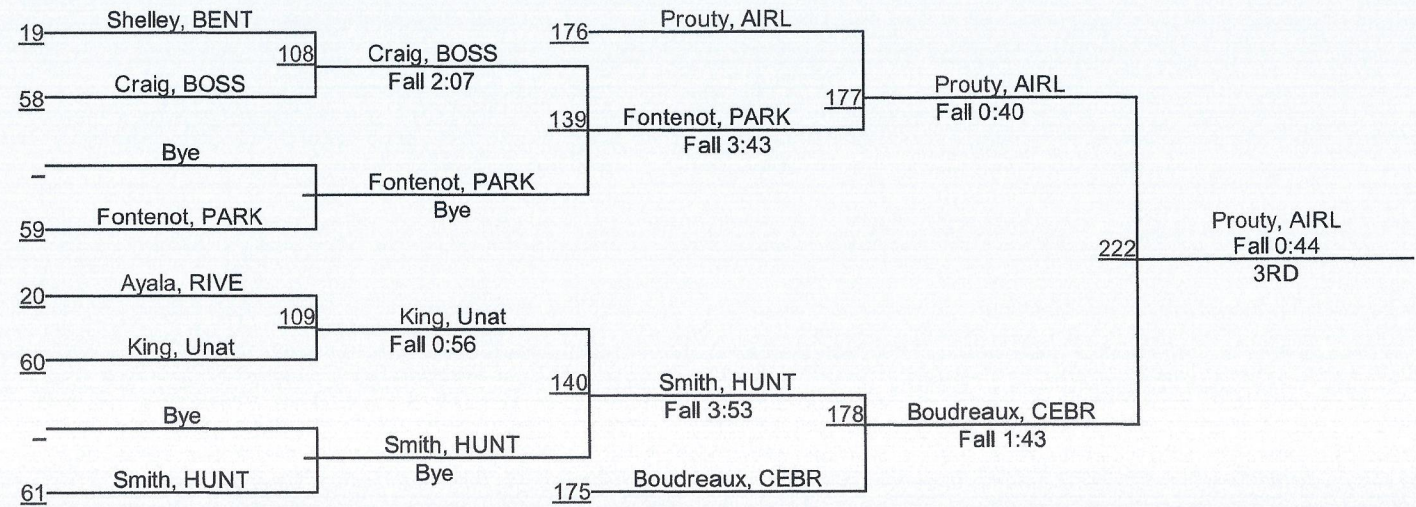 Shelley, BENT
19
108
Craig, BOSS
Fall 2:07
Craig, BOSS
58
139
Bye
_
Fontenot, PARK
Bye
Fontenot, PARK
59
Prouty, AIRL
176
177
Fontenot, PARK
Fall 3:43
Prouty, AIRL
Fall 0:40
Ayala, RIVE
20
109
King, Unat
Fall 0:56
King, Unat
60
140
Bye
_
Smith, HUNT
Bye
Smith, HUNT
61
Smith, HUNT
Fall 3:53
178
Boudreaux, CEBR
175
Boudreaux, CEBR
Fall 1:43
222
Prouty, AIRL
Fall 0:44
3RD